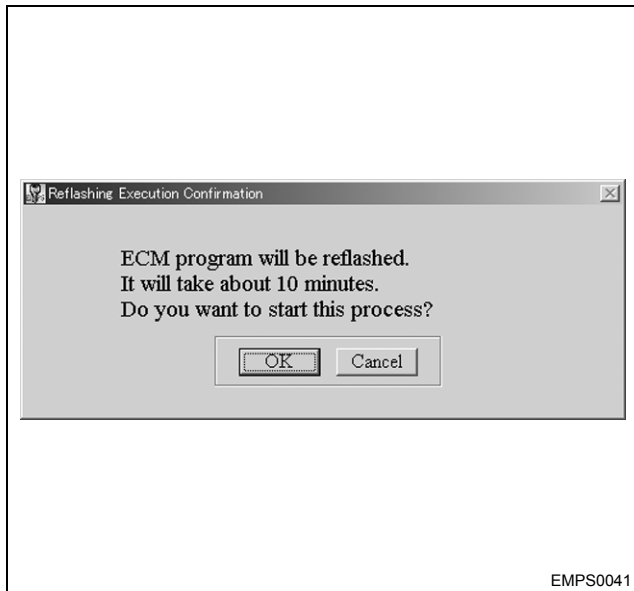 Reflashing Execution Confirmation
ECM program will be reflashed.
It will take about 10 minutes.
Do you want to start this process?
OK Cancel
EMPS0041